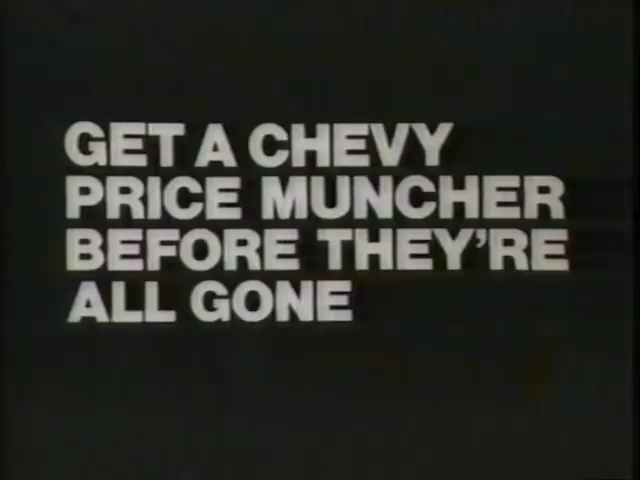 GET A CHEVY
PRICE MUNCHER
BEFORE THEY'RE
ALL GONE